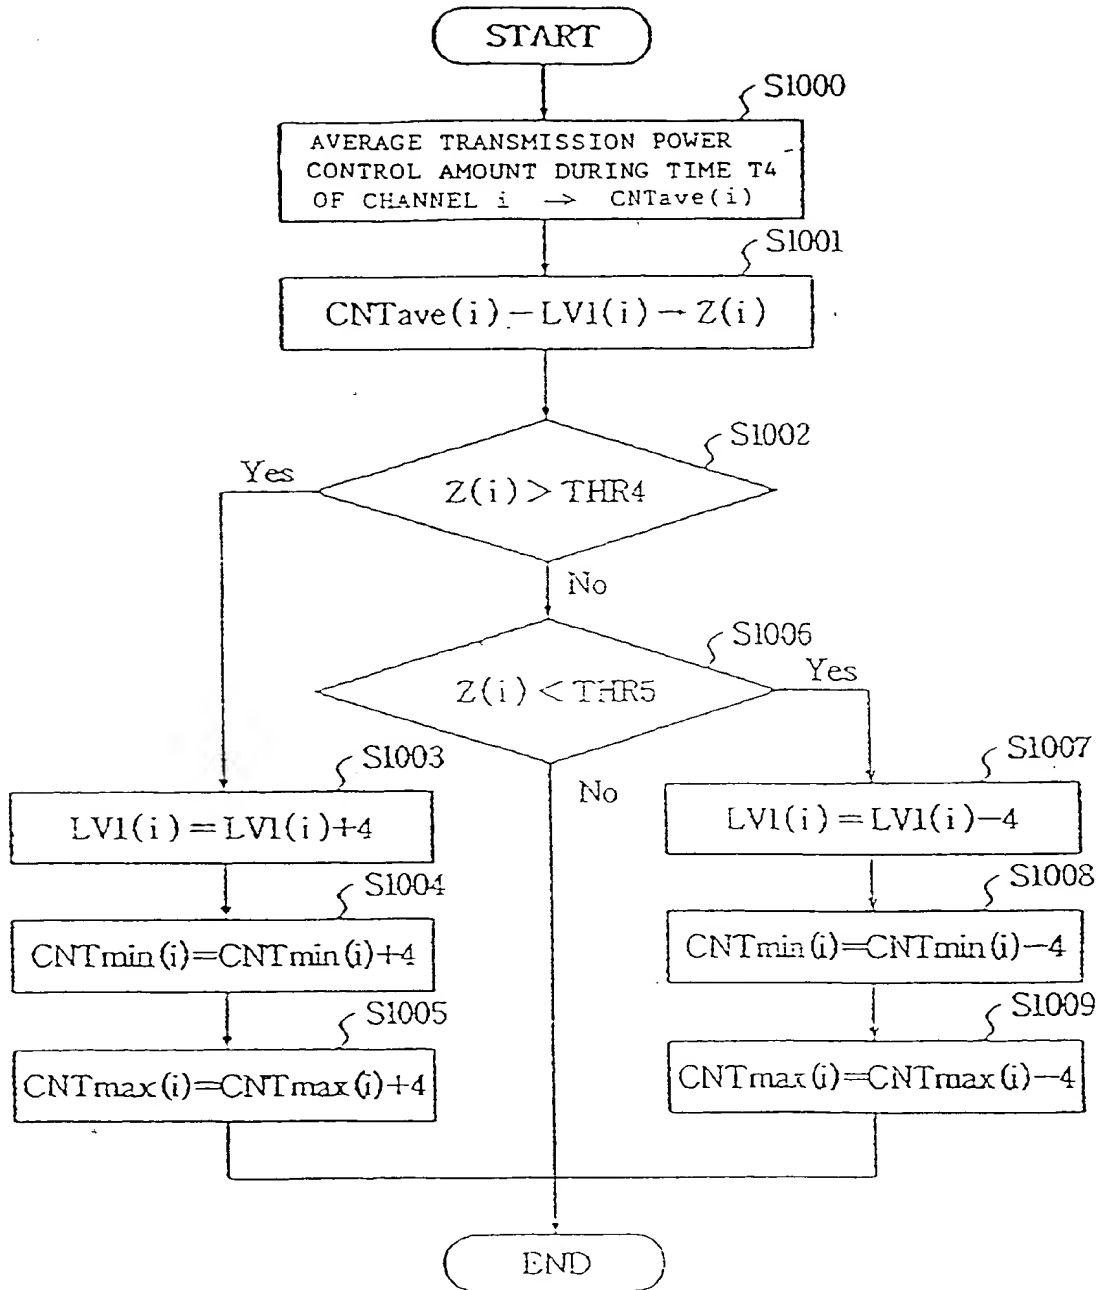 START
S1000
AVERAGE TRANSMISSION POWER
CONTROL AMOUNT DURING TIME T4
OF CHANNEL i → CNTave(i)
S1001
CNTave(i)−LV1(i)→Z(i)
S1002
Yes
Z(i)>THR4
No
S1006
Yes
Z(i)<THR5
No
S1003
LV1(i)=LV1(i)+4
S1004
CNTmin(i)=CNTmin(i)+4
S1005
CNTmax(i)=CNTmax(i)+4
S1007
LV1(i)=LV1(i)−4
S1008
CNTmin(i)=CNTmin(i)−4
S1009
CNTmax(i)=CNTmax(i)−4
END